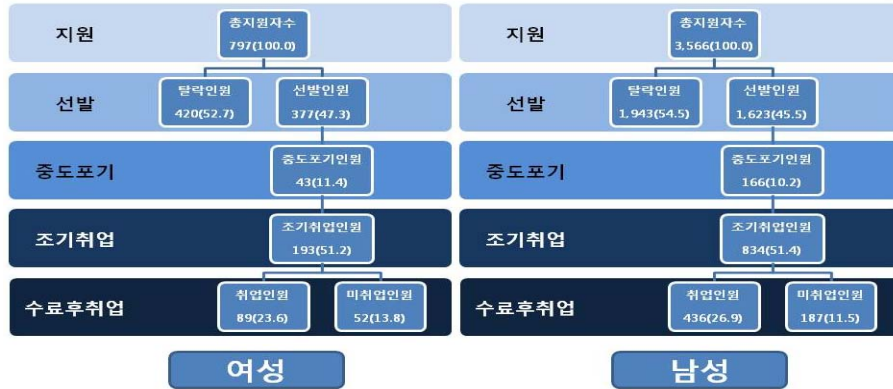 지원
총지원자수
797(100.0)
선발
탈락인원
420(52.7)
선발인원
377(47.3)
중도포기
중도포기인원
43(11.4)
조기취업
조기취업인원
193(51.2)
수료후취업
취업인원
89(23.6)
미취업인원
52(13.8)
여성
지원
총지원자수
3,566(100.0)
선발
탈락인원
1,943(54.5)
선발인원
1,623(45.5)
중도포기
중도포기인원
166(10.2)
조기취업
조기취업인원
834(51.4)
수료후취업
취업인원
436(26.9)
미취업인원
187(11.5)
남성